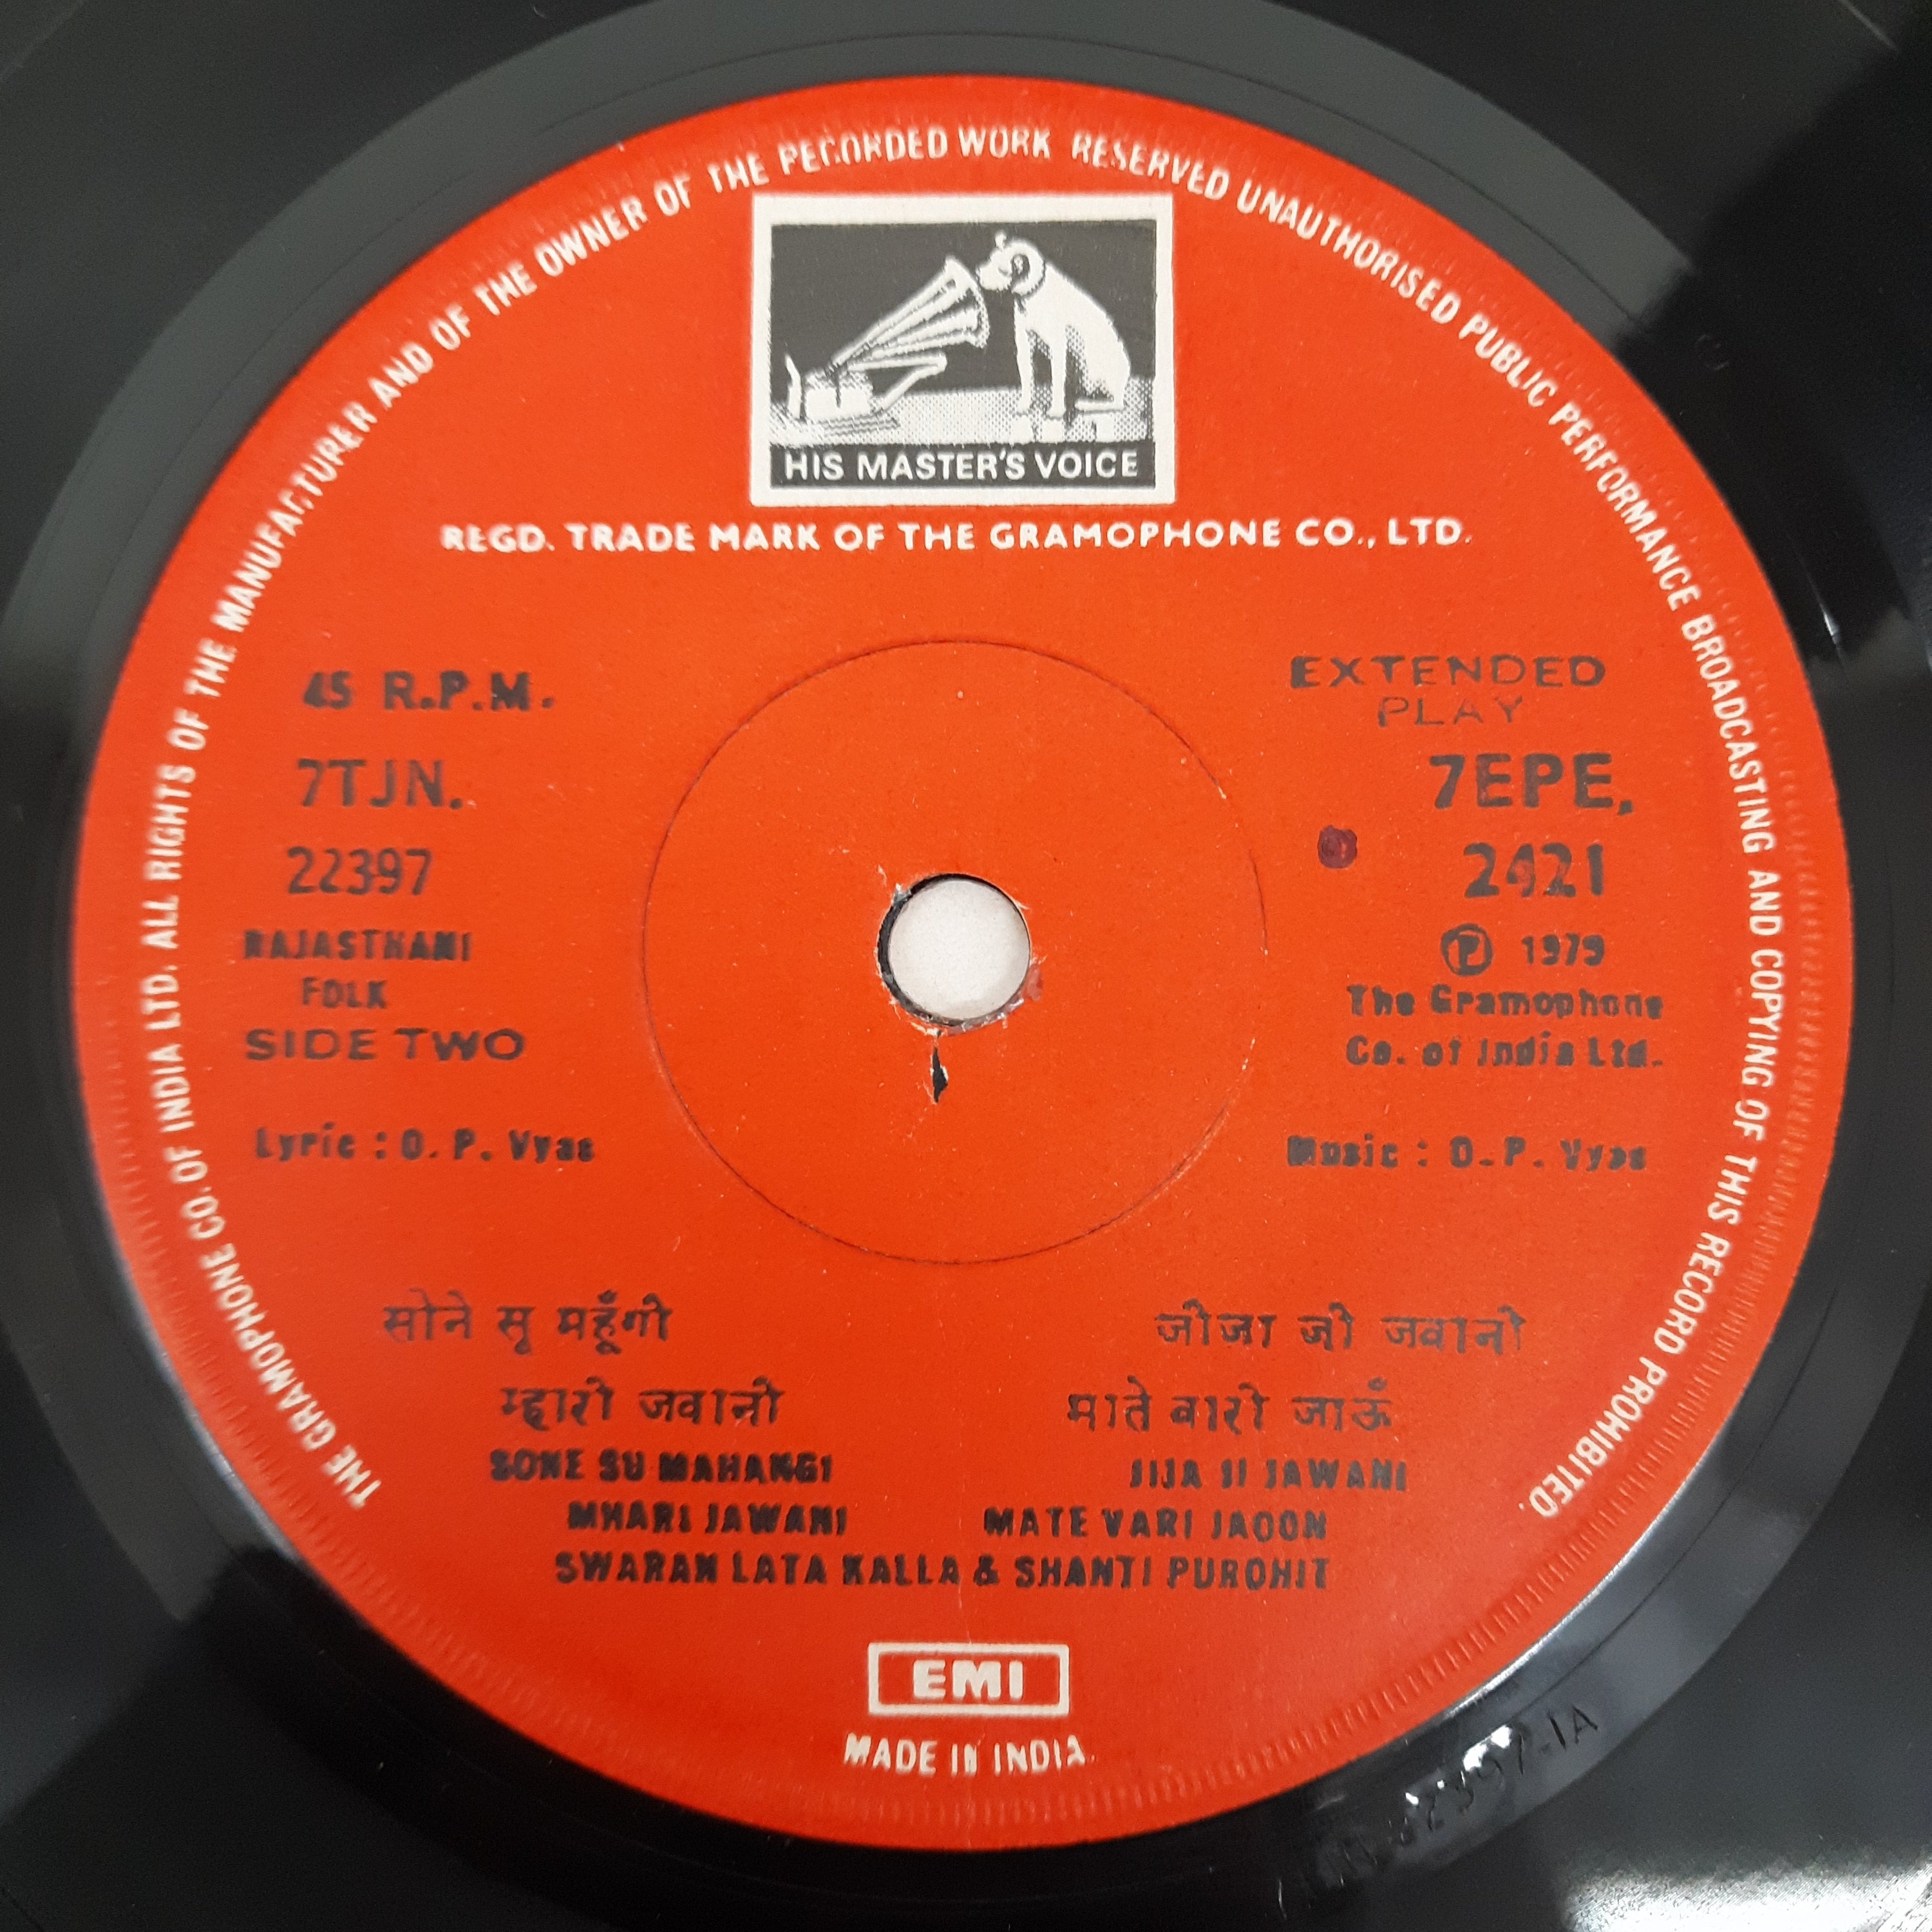 THE GRAMOPHONE CO. OF INDIA LTD. ALL RIGHTS OF THE MANUFACTURER AND OF THE OWNER OF THE RECORDED WORK RESERVED UNAUTHORISED PUBLIC PERFORMANCE BROADCASTING AND COPYING OF THIS RECORD PROHIBITED.
HIS MASTER'S VOICE
REGD. TRADE MARK OF THE GRAMOPHONE CO., LTD.
45 R.P.M.
7TJN.
22397
RAJASTHANI
FOLK
SIDE TWO
EXTENDED
PLAY
7EPE.
2421
Ⓟ 1979
The Gramophone
Co. of India Ltd.
Lyric : O. P. Vyas
Music : O. P. Vyas
सोने सू महूँगी
म्हारी जवानी
SONE SU MAHANGI
MHARI JAWANI
जीजा जी जवानी
माते वारी जाऊँ
JIJA JI JAWANI
MATE VARI JAOON
SWARAN LATA KALLA & SHANTI PUROHIT
EMI
MADE IN INDIA